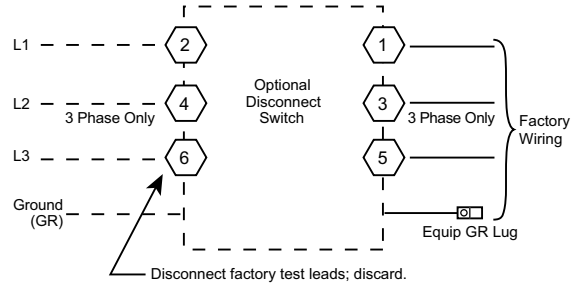 L1
2
1
L2
4
Optional
Disconnect
Switch
3
3 Phase Only
3 Phase Only
Factory
Wiring
L3
6
5
Ground
(GR)
Equip GR Lug
Disconnect factory test leads; discard.